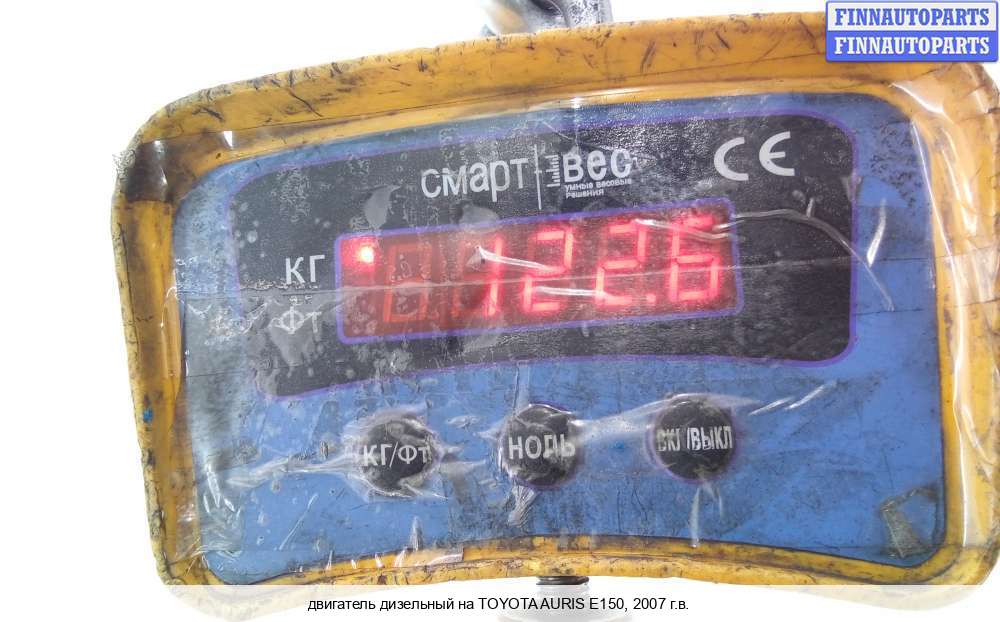 FINNAUTOPARTS
FINNAUTOPARTS
смарт вес
умные весовые
решения
CE
КГ
ФТ
122.6
КГ/ФТ
НОЛЬ
ВКЛ/ВЫКЛ
двигатель дизельный на TOYOTA AURIS E150, 2007 г.в.